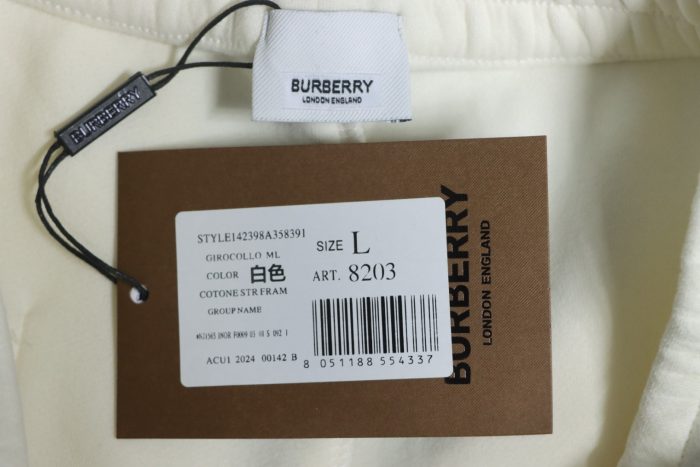 BURBERRY
LONDON ENGLAND
BURBERRY
STYLE142398A358391
GIROCOLLO ML
COLOR 白色
COTONE STR FRAM
GROUP NAME
SIZE L
ART. 8203
ACU1 2024 00142 B
8 051188 554337
BURBERRY
LONDON ENGLAND